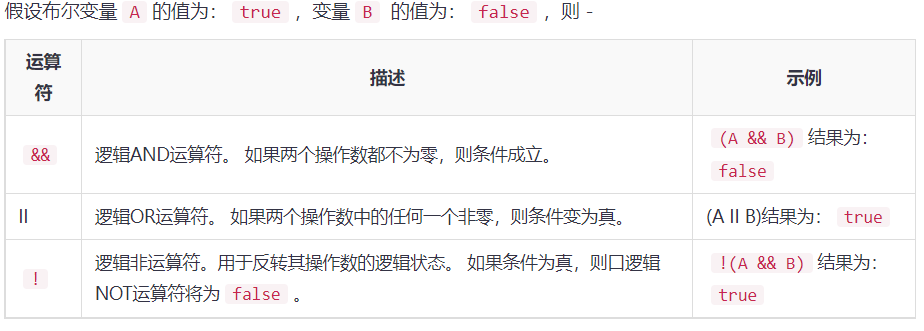 假设布尔变量 A 的值为： true ，变量 B 的值为： false ，则 -
运算
符
描述
示例
&&
逻辑AND运算符。 如果两个操作数都不为零，则条件成立。
(A && B) 结果为：
false
II
逻辑OR运算符。 如果两个操作数中的任何一个非零，则条件变为真。
(A II B)结果为： true
!
逻辑非运算符。用于反转其操作数的逻辑状态。 如果条件为真，则口逻辑
NOT运算符将为 false 。
!(A && B) 结果为：
true